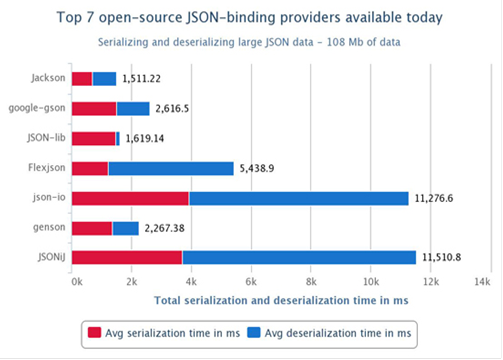 Top 7 open-source JSON-binding providers available today
Serializing and deserializing large JSON data – 108 Mb of data
Jackson 1,511.22
google-gson 2,616.5
JSON-lib 1,619.14
Flexjson 5,438.9
json-io 11,276.6
genson 2,267.38
JSONiJ 11,510.8
0k 2k 4k 6k 8k 10k 12k 14k
Total serialization and deserialization time in ms
Avg serialization time in ms Avg deserialization time in ms